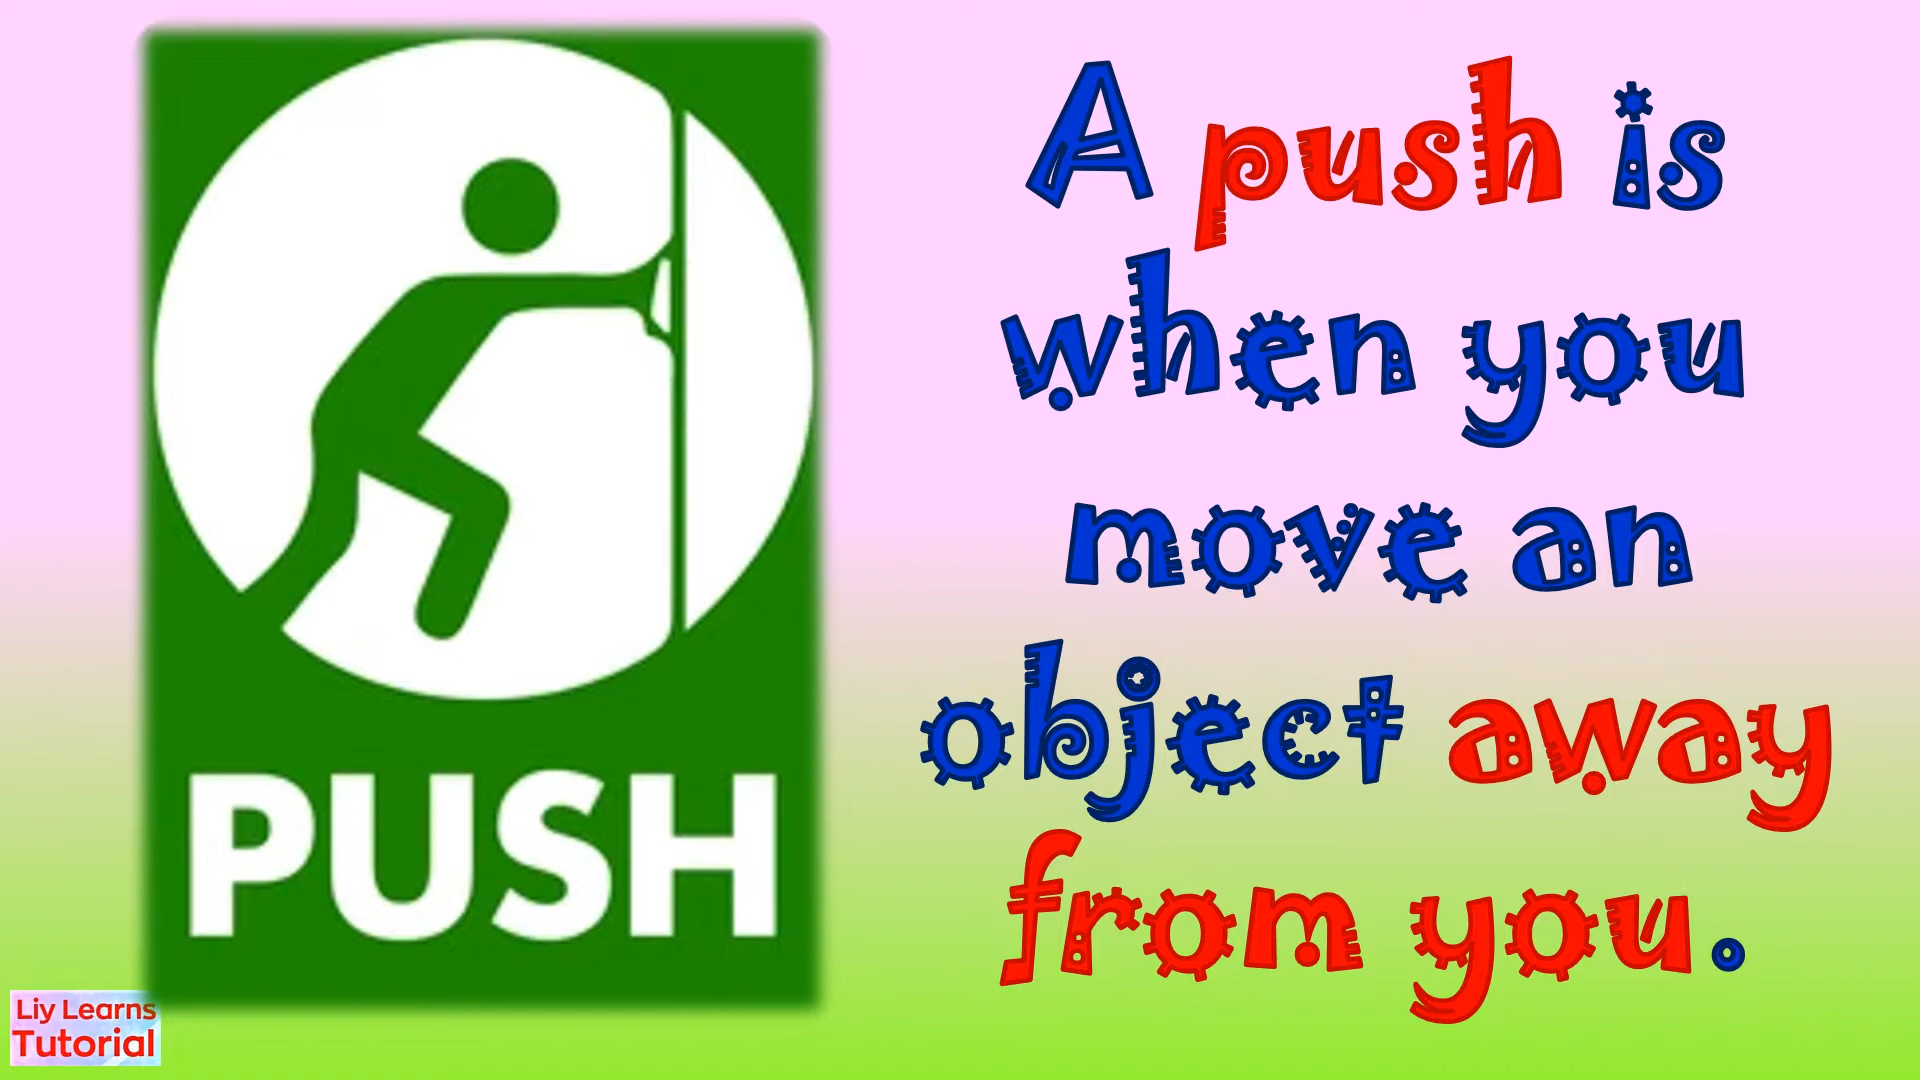 PUSH
A push is
when you
move an
object away
from you.
Liy Learns
Tutorial